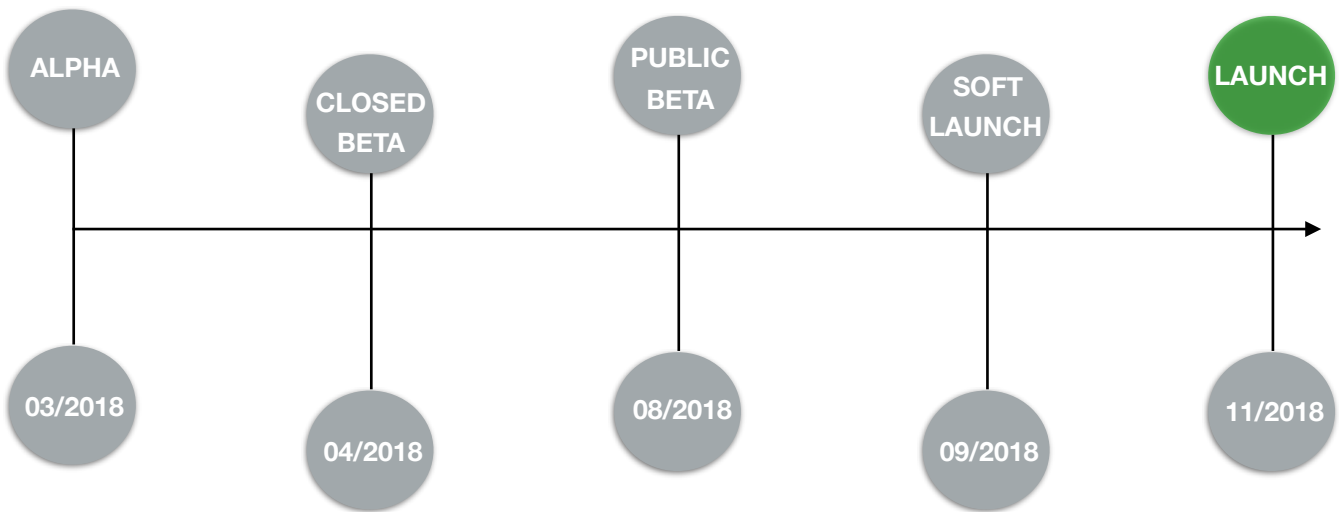 ALPHA
CLOSED
BETA
PUBLIC
BETA
SOFT
LAUNCH
LAUNCH
03/2018
04/2018
08/2018
09/2018
11/2018